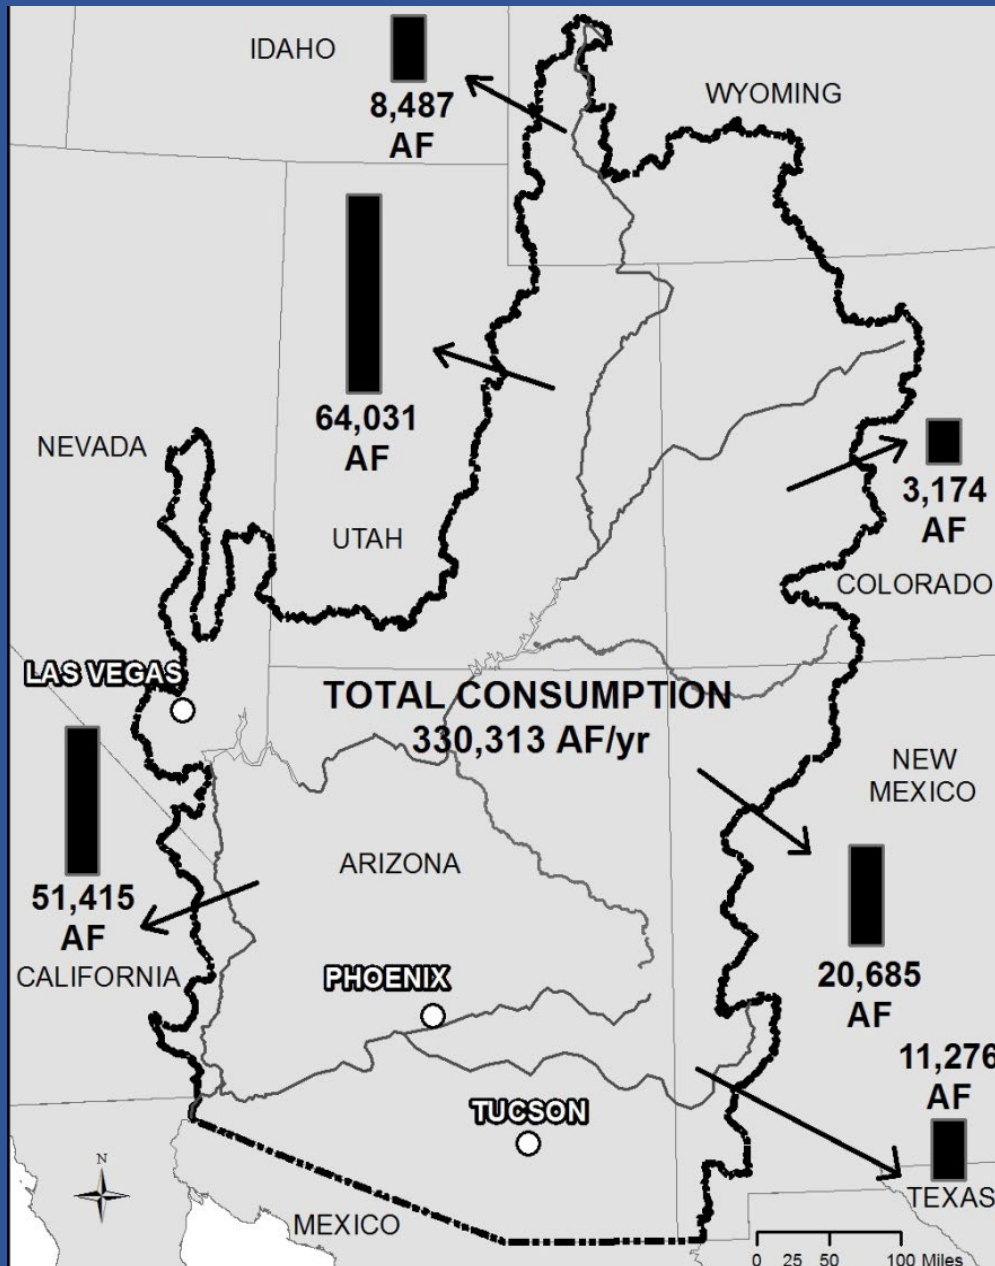 IDAHO
8,487
AF
WYOMING
64,031
AF
NEVADA
UTAH
3,174
AF
COLORADO
LAS VEGAS
TOTAL CONSUMPTION
330,313 AF/yr
NEW
MEXICO
ARIZONA
51,415
AF
CALIFORNIA
PHOENIX
20,685
AF
11,276
AF
TUCSON
N
TEXAS
MEXICO
0 25 50 100 Miles